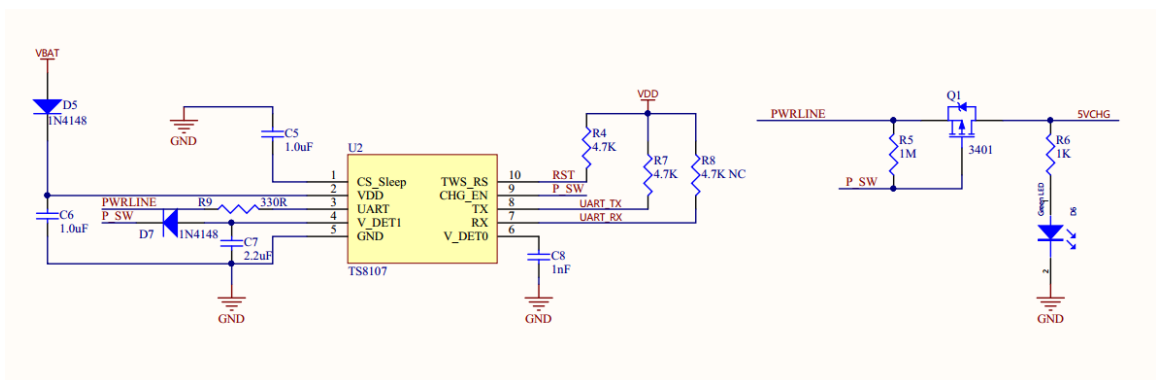 VBAT
D5
1N4148
GND
C5
1.0uF
U2
1
CS_Sleep
2
VDD
3
UART
4
V_DET1
5
GND
TWS_RS
10
CHG_EN
9
TX
8
RX
7
V_DET0
6
TS8107
PWRLINE
R9
330R
P_SW
D7
1N4148
C6
1.0uF
C7
2.2uF
GND
VDD
R4
4.7K
R7
4.7K
R8
4.7K NC
RST
P_SW
UART_TX
UART_RX
C8
1nF
GND
PWRLINE
Q1
3401
5VCHG
R5
1M
P_SW
R6
1K
Green LED
D6
2
GND